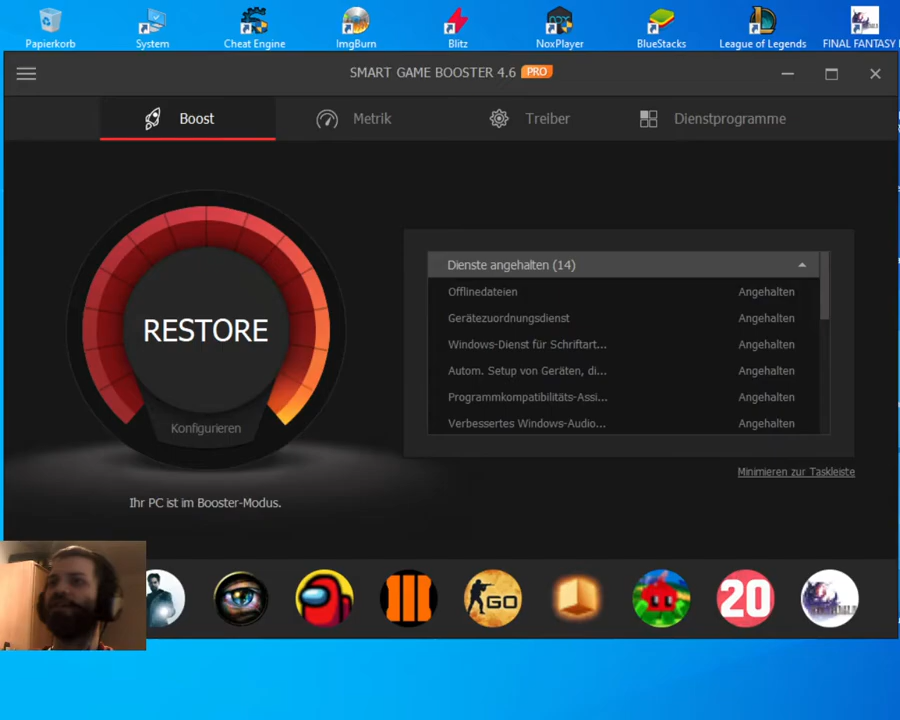 Papierkorb
System
Cheat Engine
ImgBurn
Blitz
NoxPlayer
BlueStacks
League of Legends
FINAL FANTASY
SMART GAME BOOSTER 4.6 PRO
Boost
Metrik
Treiber
Dienstprogramme
RESTORE
Konfigurieren
Ihr PC ist im Booster-Modus.
Dienste angehalten (14)
Offlinedateien Angehalten
Gerätezuordnungsdienst Angehalten
Windows-Dienst für Schriftart... Angehalten
Autom. Setup von Geräten, di... Angehalten
Programmkompatibilitäts-Assi... Angehalten
Verbessertes Windows-Audio... Angehalten
Minimieren zur Taskleiste
GO
20